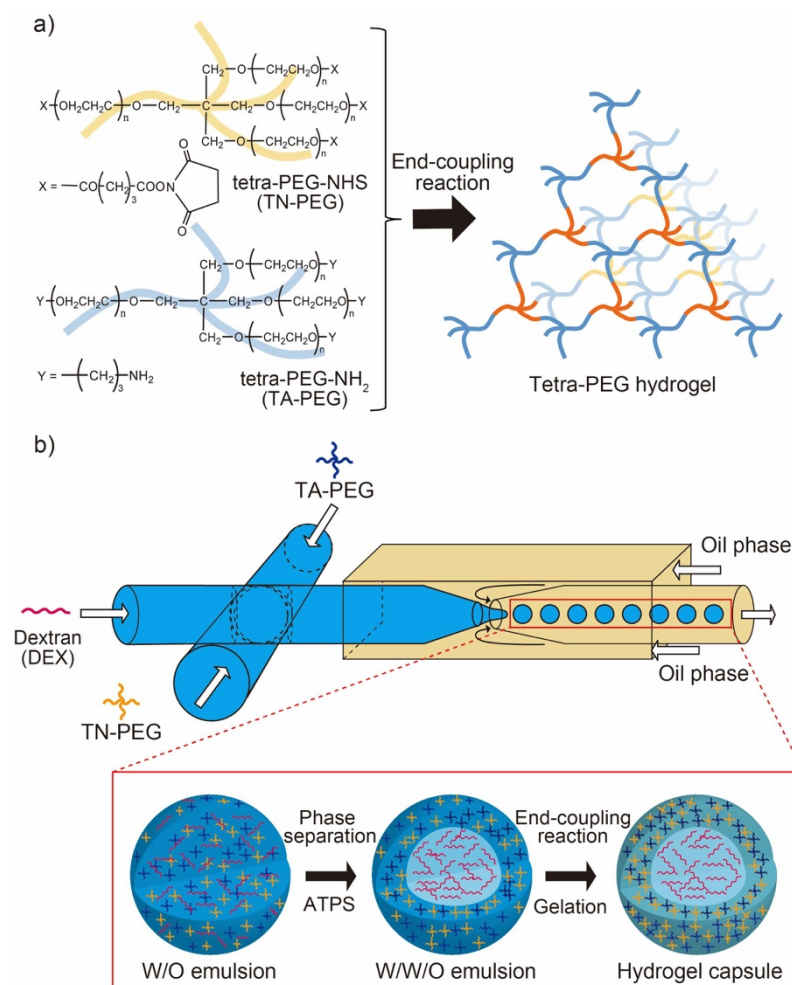 a)
CH₂—O—(CH₂CH₂O)n—X
X—(OH₂CH₂C)n—O—CH₂—C—CH₂—O—(CH₂CH₂O)n—X
CH₂—O—(CH₂CH₂O)n—X
X = —CO(CH₂)3COON
O
O
tetra-PEG-NHS
(TN-PEG)
CH₂—O—(CH₂CH₂O)n—Y
Y—(OH₂CH₂C)n—O—CH₂—C—CH₂—O—(CH₂CH₂O)n—Y
CH₂—O—(CH₂CH₂O)n—Y
Y = —(CH₂)3NH₂
tetra-PEG-NH₂
(TA-PEG)
End-coupling
reaction
Tetra-PEG hydrogel
b)
TA-PEG
Oil phase
Dextran
(DEX)
Oil phase
TN-PEG
Phase
separation
ATPS
End-coupling
reaction
Gelation
W/O emulsion
W/W/O emulsion
Hydrogel capsule